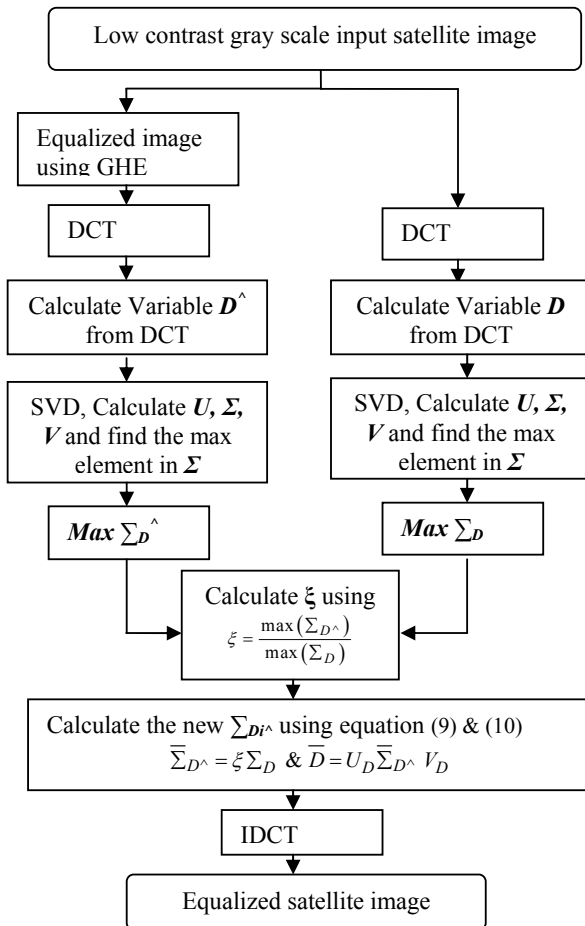 Low contrast gray scale input satellite image
Equalized image
using GHE
DCT
Calculate Variable D^
from DCT
SVD, Calculate U, Σ,
V and find the max
element in Σ
Max ∑D^
DCT
Calculate Variable D
from DCT
SVD, Calculate U, Σ,
V and find the max
element in Σ
Max ∑D
Calculate ξ using
ξ = max(∑D^) / max(∑D)
Calculate the new ∑Di^ using equation (9) & (10)
Σ̅D^ = ξ ∑D & D̅ = UD Σ̅D^ VD
IDCT
Equalized satellite image